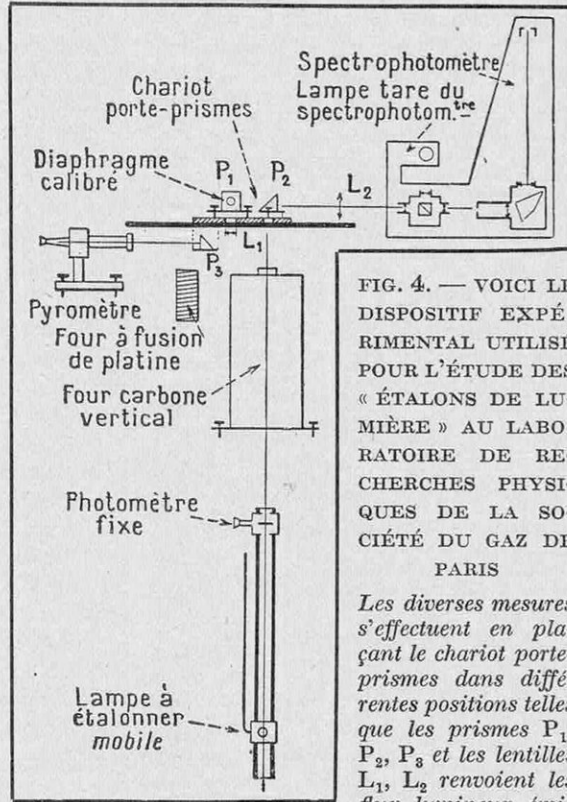 Spectrophotomètre
Lampe tare du
spectrophotom.tre
Chariot
porte-prismes
Diaphragme
calibré
P1
P2
L2
L1
P3
Pyromètre
Four à fusion
de platine
Four carbone
vertical
Photomètre
fixe
Lampe à
étalonner
mobile
FIG. 4. — VOICI LE
DISPOSITIF EXPÉ-
RIMENTAL UTILISÉ
POUR L'ÉTUDE DES
« ÉTALONS DE LU-
MIÈRE » AU LABO-
RATOIRE DE RE-
CHERCHES PHYSI-
QUES DE LA SO-
CIÉTÉ DU GAZ DE
PARIS
Les diverses mesures
s'effectuent en pla-
çant le chariot porte-
prismes dans diffé-
rentes positions telles
que les prismes P1,
P2, P3 et les lentilles
L1, L2 renvoient les